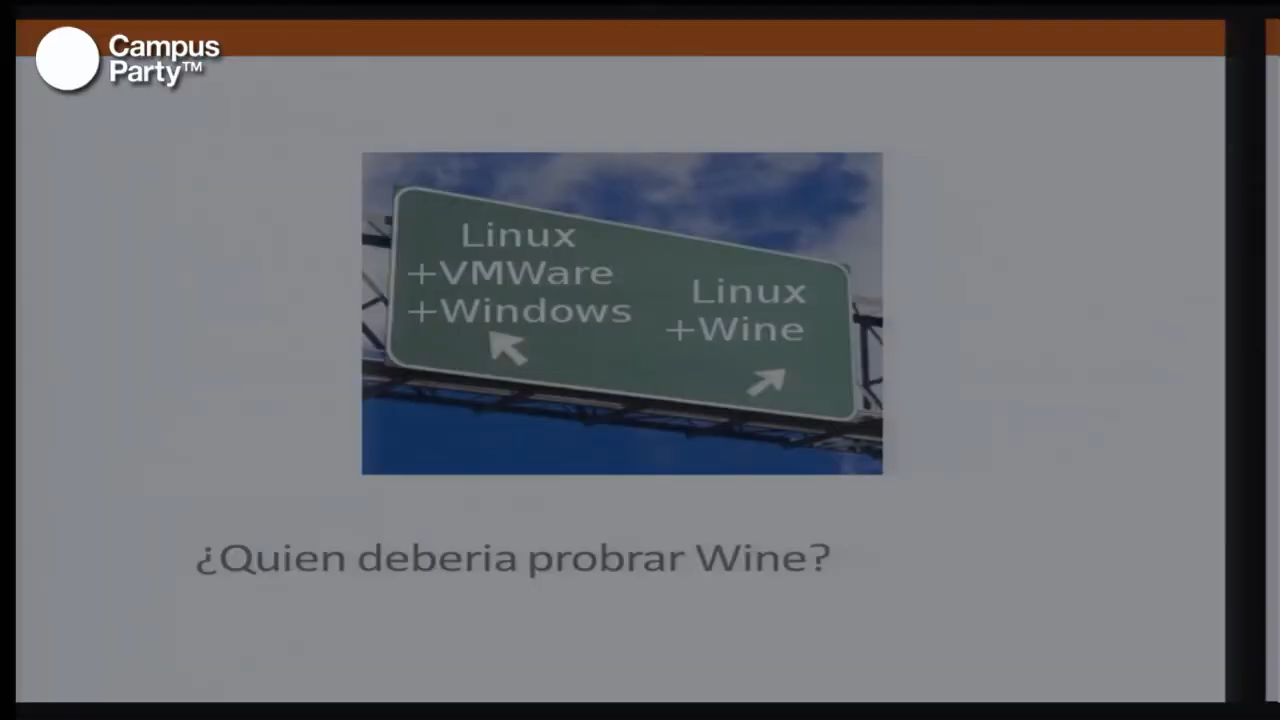 Campus
Party™
Linux
+VMWare
+Windows
Linux
+Wine
¿Quien deberia probrar Wine?